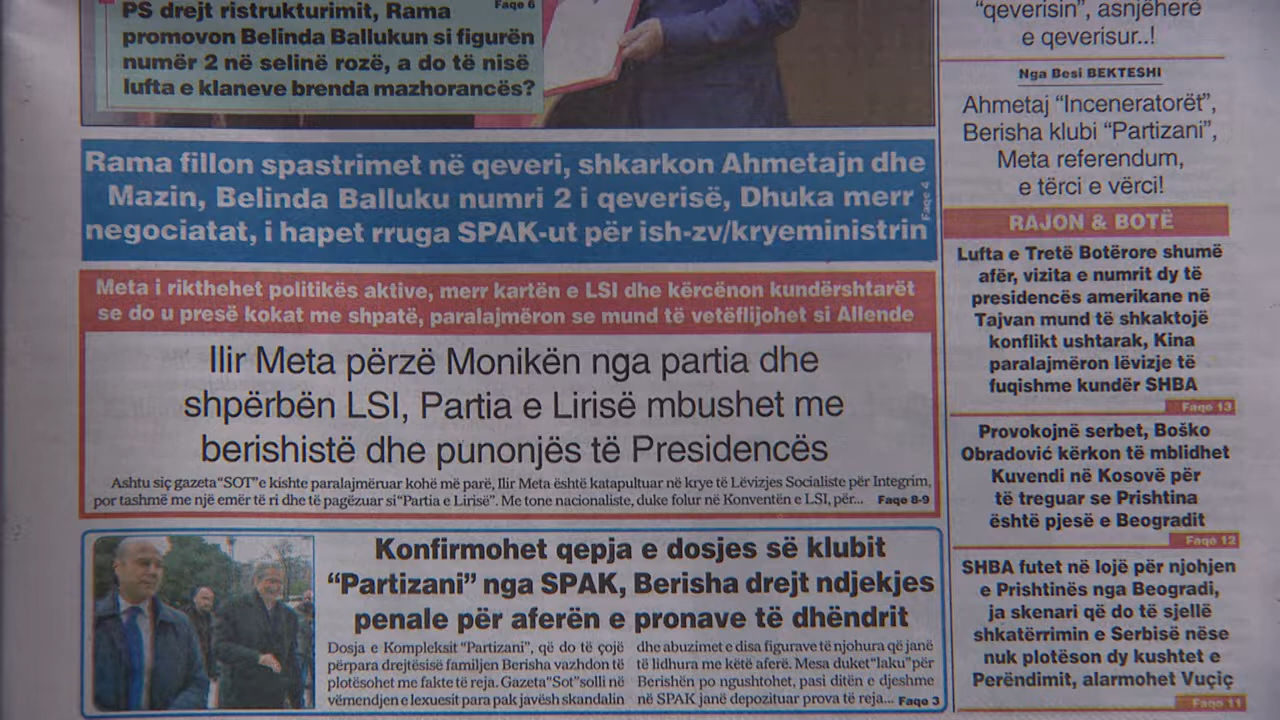 PS drejt ristrukturimit, Rama
promovon Belinda Ballukun si figurën
numër 2 në selinë rozë, a do të nisë
lufta e klaneve brenda mazhorancës?
Faqe 6
Rama fillon spastrimet në qeveri, shkarkon Ahmetajn dhe
Mazin, Belinda Balluku numri 2 i qeverisë, Dhuka merr
negociatat, i hapet rruga SPAK-ut për ish-zv/kryeministrin
Faqe 4
Meta i rikthehet politikës aktive, merr kartën e LSI dhe kërcënon kundërshtarët
se do u presë kokat me shpatë, paralajmëron se mund të vetëflijohet si Allende
Ilir Meta përzë Monikën nga partia dhe
shpërbën LSI, Partia e Lirisë mbushet me
berishistë dhe punonjës të Presidencës
Ashtu siç gazeta“SOT”e kishte paralajmëruar kohë më parë, Ilir Meta është katapultuar në krye të Lëvizjes Socialiste për Integrim,
por tashmë me një emër të ri dhe të pagëzuar si“Partia e Lirisë”. Me tone nacionaliste, duke folur në Konventën e LSI, për... Faqe 8-9
Konfirmohet qepja e dosjes së klubit
“Partizani” nga SPAK, Berisha drejt ndjekjes
penale për aferën e pronave të dhëndrit
Dosja e Kompleksit “Partizani”, që do të çojë
përpara drejtësisë familjen Berisha vazhdon të
plotësohet me fakte të reja. Gazeta“Sot”solli në
vëmendjen e lexuesit para pak javësh skandalin
dhe abuzimet e disa figurave të njohura që janë
të lidhura me këtë aferë. Mesa duket“laku”për
Berishën po ngushtohet, pasi ditën e djeshme
në SPAK janë depozituar prova të reja... Faqe 3
“qeverisin”, asnjëherë
e qeverisur..!
Nga Besi BEKTESHI
Ahmetaj “Inceneratorët”,
Berisha klubi “Partizani”,
Meta referendum,
e tërci e vërci!
RAJON & BOTË
Lufta e Tretë Botërore shumë
afër, vizita e numrit dy të
presidencës amerikane në
Tajvan mund të shkaktojë
konflikt ushtarak, Kina
paralajmëron lëvizje të
fuqishme kundër SHBA
Faqe 13
Provokojnë serbet, Boško
Obradović kërkon të mblidhet
Kuvendi në Kosovë për
të treguar se Prishtina
është pjesë e Beogradit
Faqe 12
SHBA futet në lojë për njohjen
e Prishtinës nga Beogradi,
ja skenari që do të sjellë
shkatërrimin e Serbisë nëse
nuk plotëson dy kushtet e
Perëndimit, alarmohet Vuçiç
Faqe 11